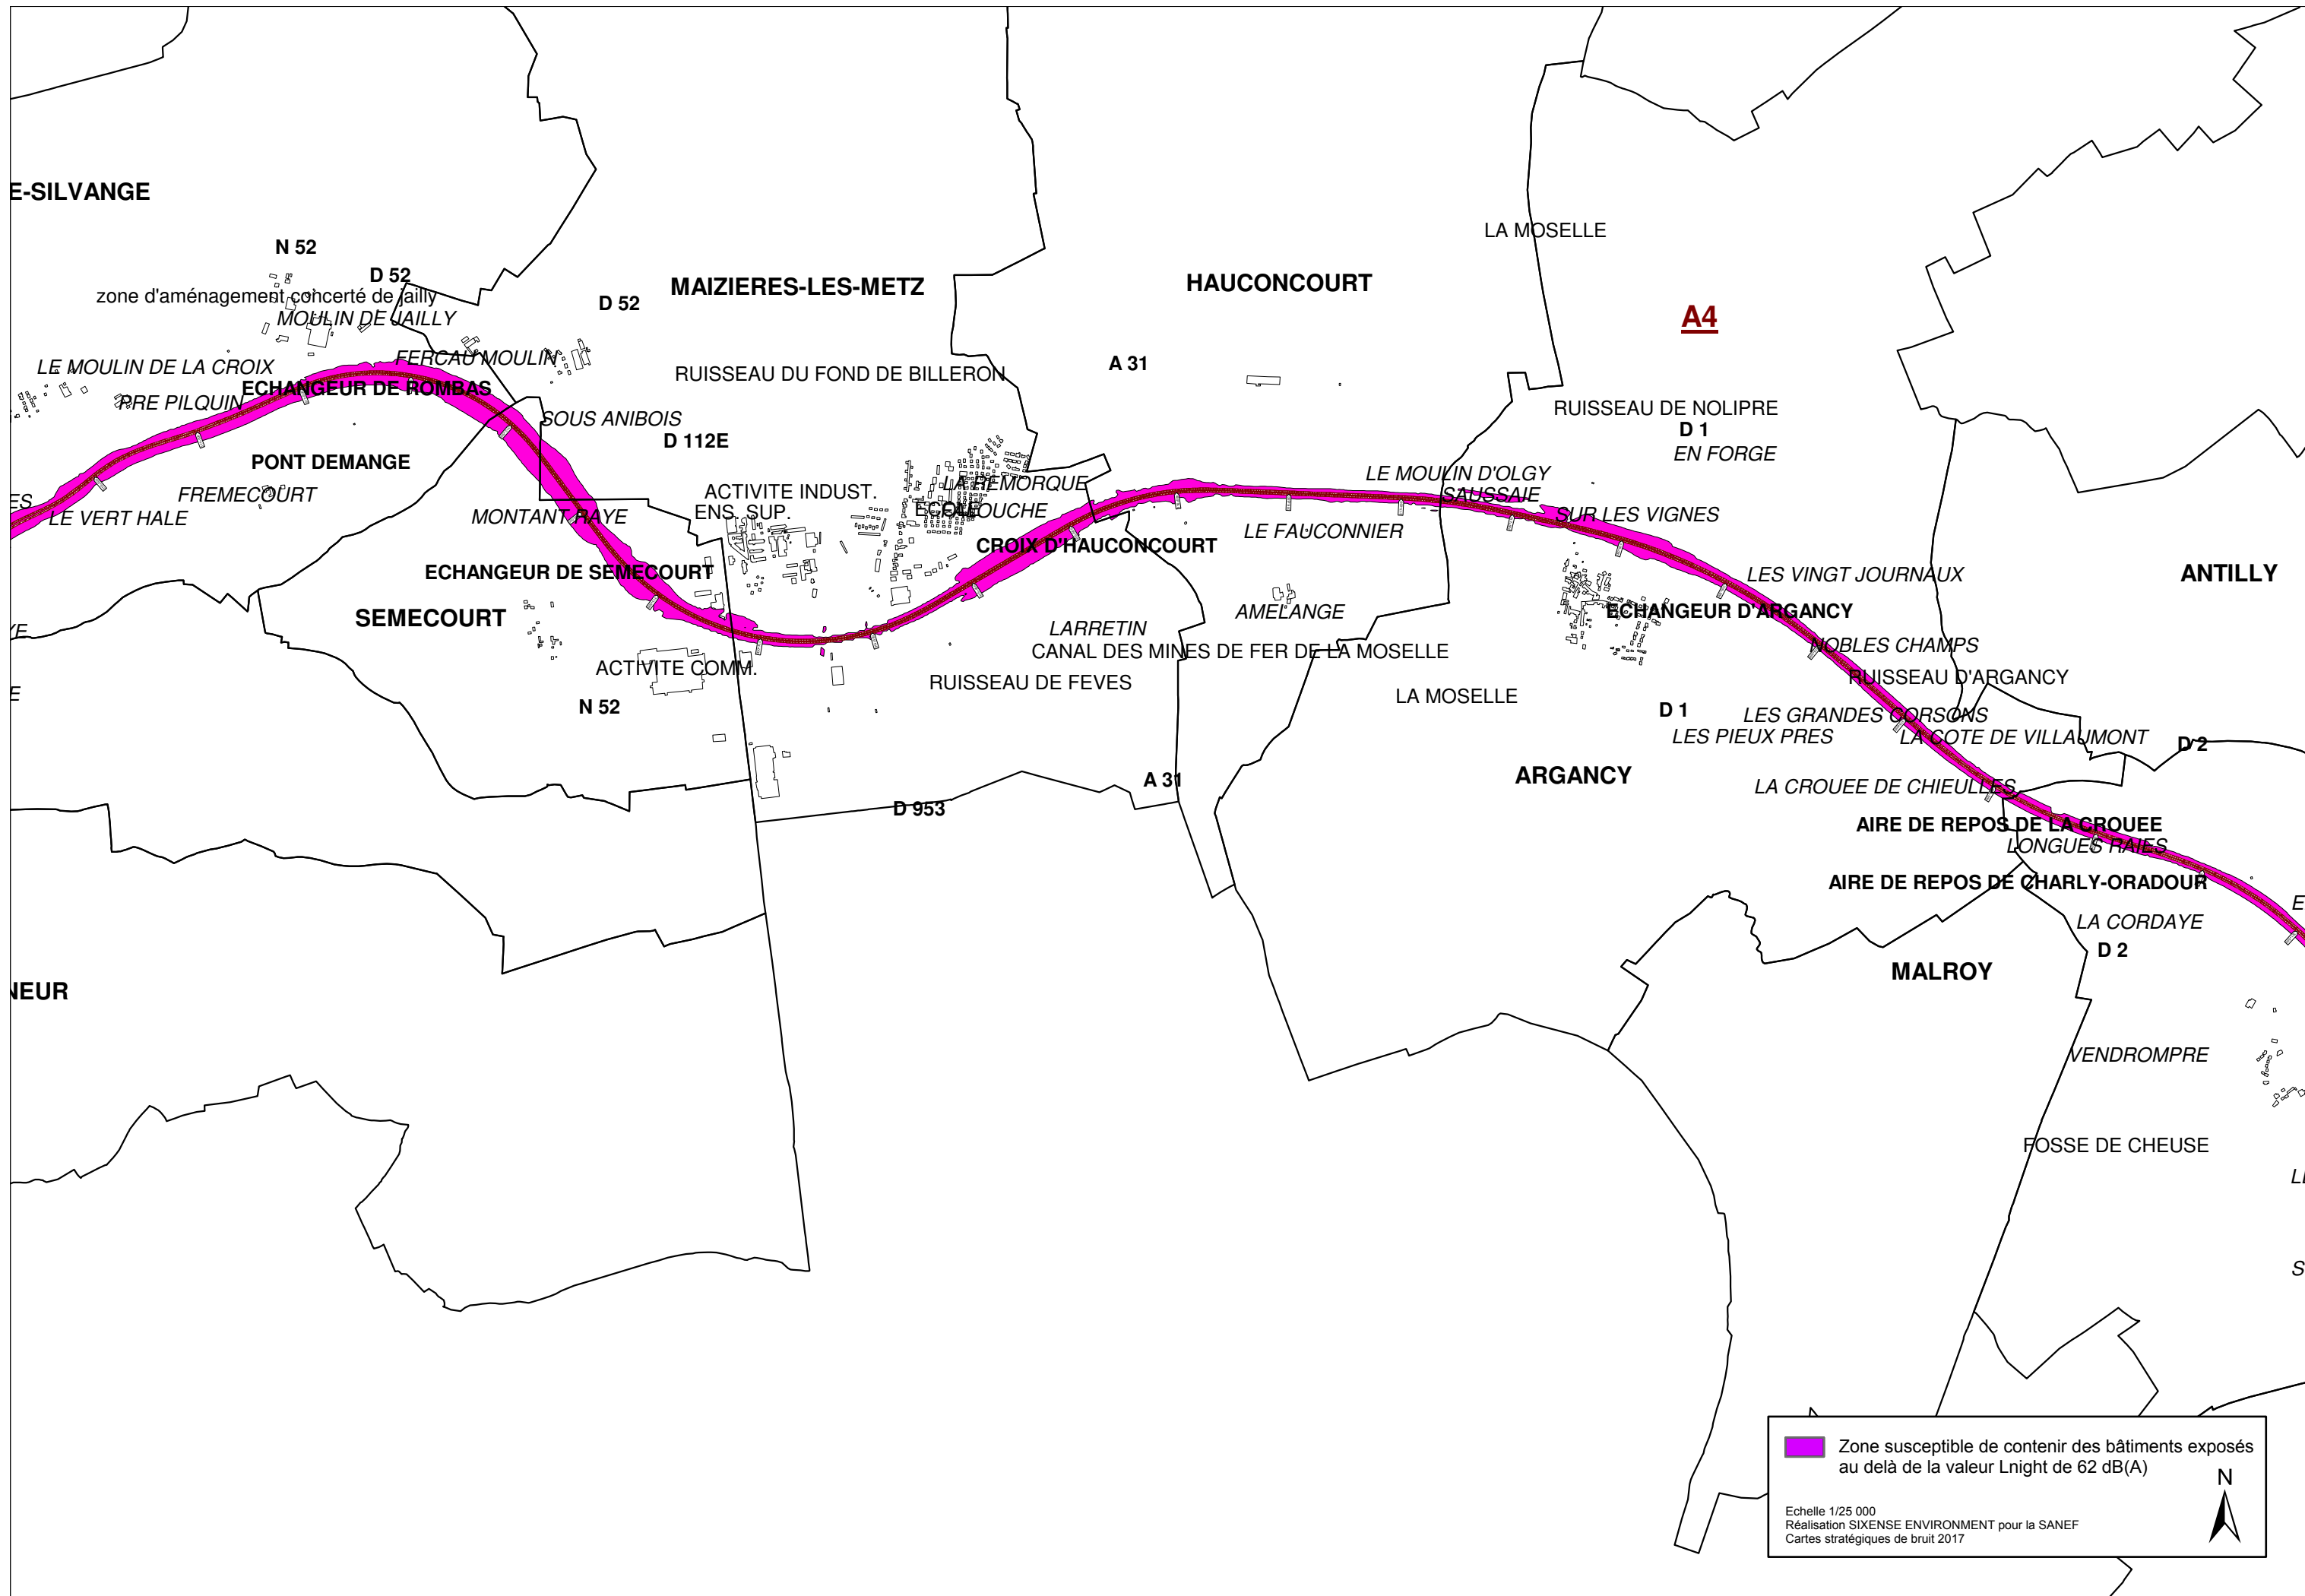 E-SILVANGE
N 52
D 52
zone d'aménagement concerté de jailly
MOULIN DE JAILLY
D 52
MAIZIERES-LES-METZ
HAUCONCOURT
LA MOSELLE
A4
LE MOULIN DE LA CROIX
FERCAU MOULIN
ECHANGEUR DE ROMBAS
PRE PILQUIN
RUISSEAU DU FOND DE BILLERON
A 31
SOUS ANIBOIS
D 112E
RUISSEAU DE NOLIPRE
D 1
EN FORGE
PONT DEMANGE
FREMECOURT
ES
LE VERT HALE
MONTANT RAYE
ACTIVITE INDUST.
ENS. SUP.
LA REMORQUE
ECOLE
LE MOULIN D'OLGY
SAUSSAIE
SUR LES VIGNES
LE FAUCONNIER
CROIX D'HAUCONCOURT
ECHANGEUR DE SEMECOURT
LES VINGT JOURNAUX
ANTILLY
SEMECOURT
AMELANGE
ECHANGEUR D'ARGANCY
YE
LARRETIN
CANAL DES MINES DE FER DE LA MOSELLE
NOBLES CHAMPS
ACTIVITE COMM.
RUISSEAU DE FEVES
LA MOSELLE
RUISSEAU D'ARGANCY
E
N 52
D 1
LES GRANDES CORSONS
LES PIEUX PRES
LA COTE DE VILLAUMONT
D 2
ARGANCY
A 31
LA CROUEE DE CHIEULLES
D 953
AIRE DE REPOS DE LA CROUEE
LONGUES RAIES
AIRE DE REPOS DE CHARLY-ORADOUR
E
LA CORDAYE
D 2
NEUR
MALROY
VENDROMPRE
FOSSE DE CHEUSE
LE
S
Zone susceptible de contenir des bâtiments exposés
au delà de la valeur Lnight de 62 dB(A)
N
Echelle 1/25 000
Réalisation SIXENSE ENVIRONMENT pour la SANEF
Cartes stratégiques de bruit 2017